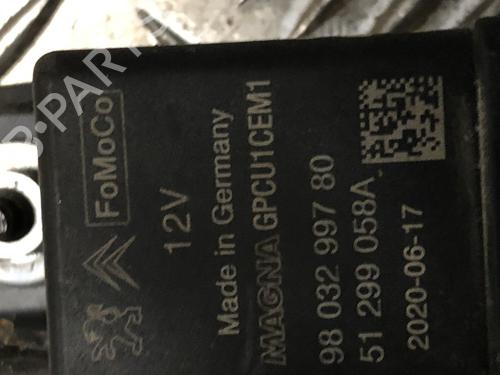 FoMoCo
12V
Made in Germany
MAGNA GPCU1CEM1
98 032 997 80
51 299 058A.
2020-06-17
B-PARTS